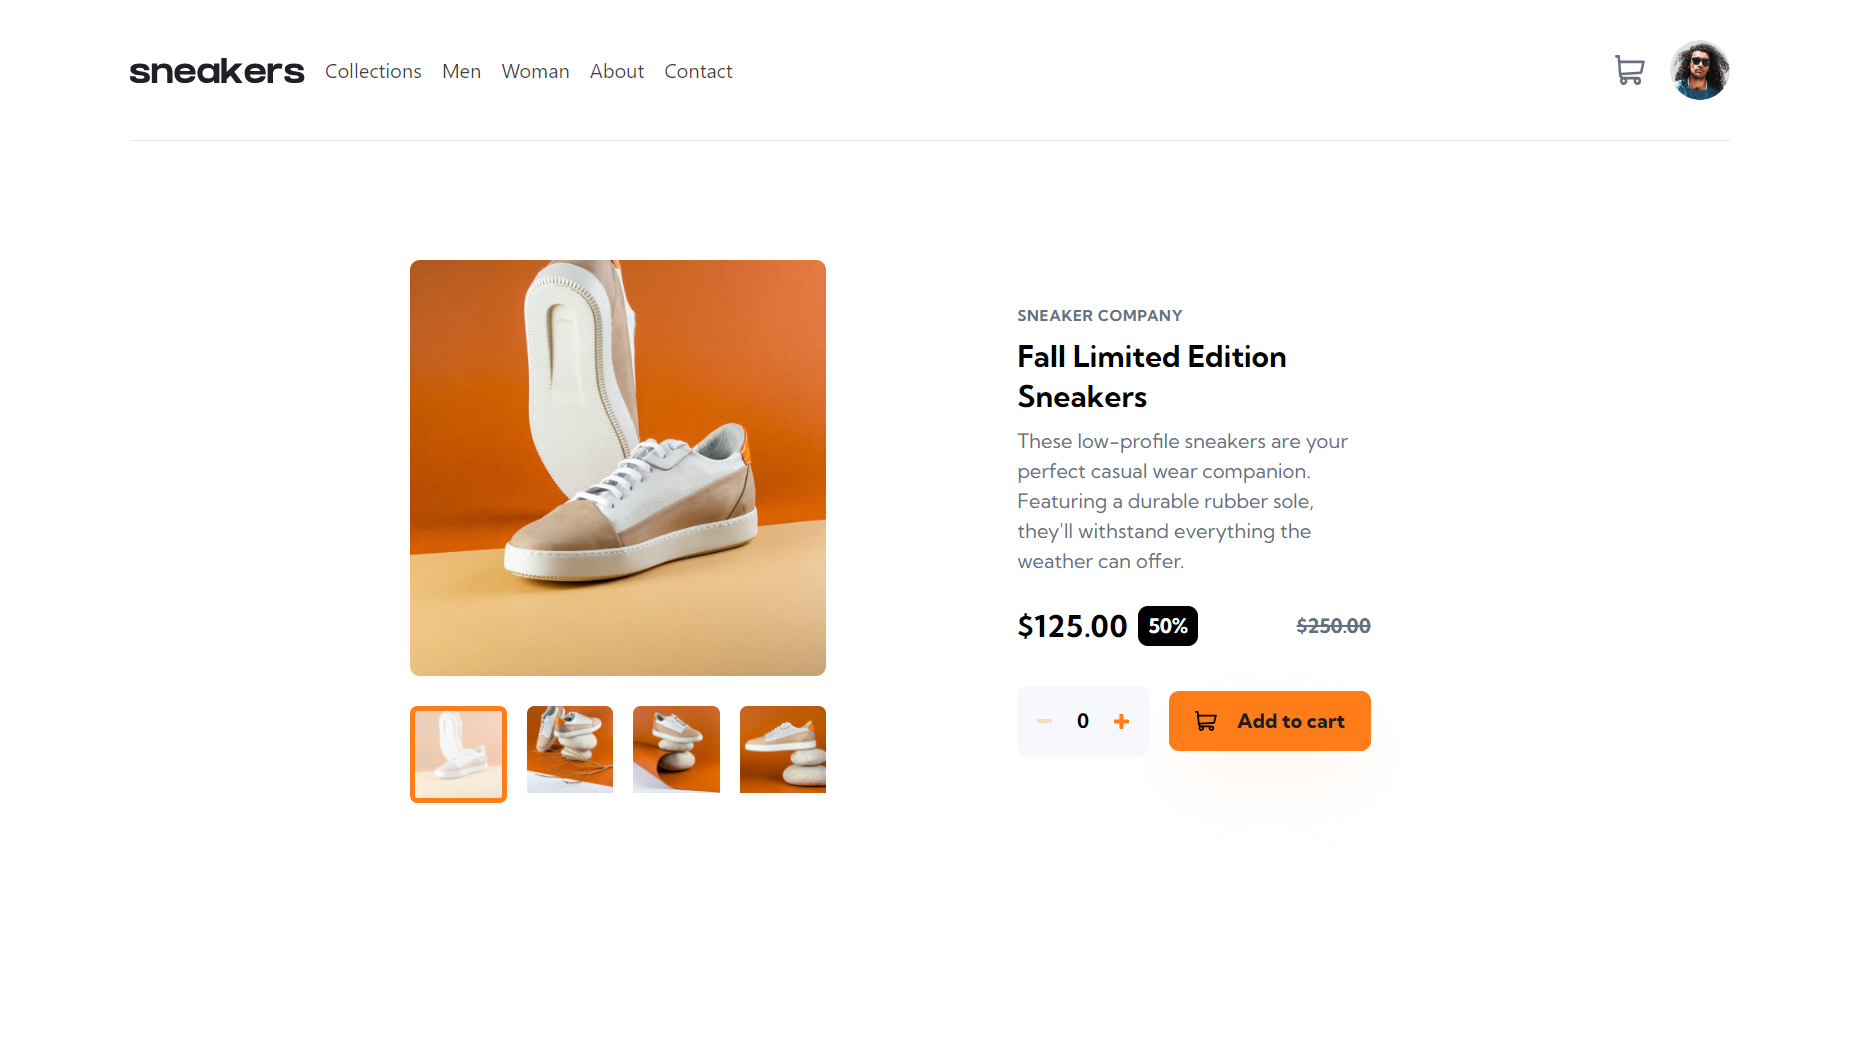 sneakers Collections Men Woman About Contact
SNEAKER COMPANY
Fall Limited Edition
Sneakers
These low-profile sneakers are your
perfect casual wear companion.
Featuring a durable rubber sole,
they'll withstand everything the
weather can offer.
$125.00 50% $250.00
0 Add to cart